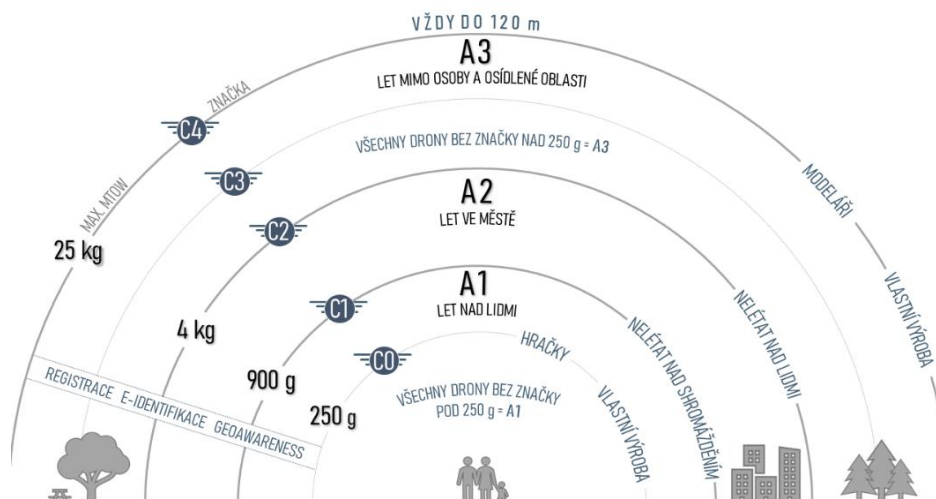 VŽDY DO 120 m
A3
LET MIMO OSOBY A OSÍDLENÉ OBLASTI
ZNAČKA
C4
VŠECHNY DRONY BEZ ZNAČKY NAD 250 g = A3
C3
MODELÁŘI
A2
LET VE MĚSTĚ
MAX. MTOW
C2
25 kg
A1
LET NAD LIDMI
C1
VLASTNÍ VÝROBA
NELÉTAT NAD LIDMI
4 kg
NELÉTAT NAD SHROMÁŽDĚNÍM
HRAČKY
C0
900 g
VŠECHNY DRONY BEZ ZNAČKY
POD 250 g = A1
VLASTNÍ VÝROBA
250 g
REGISTRACE E-IDENTIFIKACE GEOAWARENESS